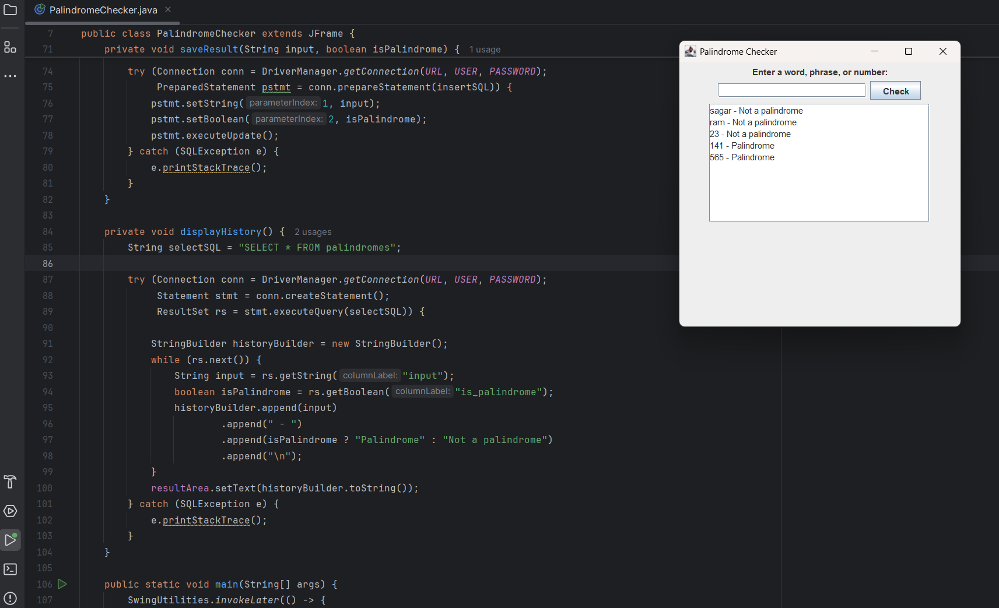 PalindromeChecker.java
7 public class PalindromeChecker extends JFrame {
71 private void saveResult(String input, boolean isPalindrome) { 1 usage
74 try (Connection conn = DriverManager.getConnection(URL, USER, PASSWORD);
75 PreparedStatement pstmt = conn.prepareStatement(insertSQL)) {
76 pstmt.setString( parameterIndex: 1, input);
77 pstmt.setBoolean( parameterIndex: 2, isPalindrome);
78 pstmt.executeUpdate();
79 } catch (SQLException e) {
80 e.printStackTrace();
81 }
82 }
83
84 private void displayHistory() { 2 usages
85 String selectSQL = "SELECT * FROM palindromes";
86
87 try (Connection conn = DriverManager.getConnection(URL, USER, PASSWORD);
88 Statement stmt = conn.createStatement();
89 ResultSet rs = stmt.executeQuery(selectSQL)) {
90
91 StringBuilder historyBuilder = new StringBuilder();
92 while (rs.next()) {
93 String input = rs.getString( columnLabel: "input");
94 boolean isPalindrome = rs.getBoolean( columnLabel: "is_palindrome");
95 historyBuilder.append(input)
96 .append(" - ")
97 .append(isPalindrome ? "Palindrome" : "Not a palindrome")
98 .append("\n");
99 }
100 resultArea.setText(historyBuilder.toString());
101 } catch (SQLException e) {
102 e.printStackTrace();
103 }
104 }
105
106 public static void main(String[] args) {
107 SwingUtilities.invokeLater(() -> {
Palindrome Checker
Enter a word, phrase, or number:
Check
sagar - Not a palindrome
ram - Not a palindrome
23 - Not a palindrome
141 - Palindrome
565 - Palindrome